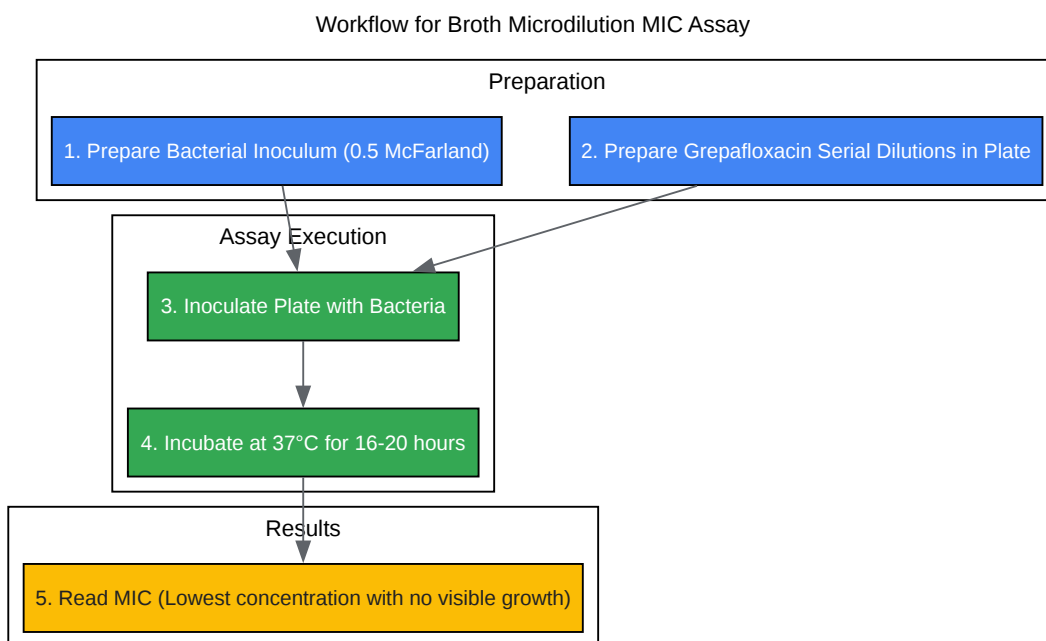 Workflow for Broth Microdilution MIC Assay
Preparation
1. Prepare Bacterial Inoculum (0.5 McFarland)
2. Prepare Grepafloxacin Serial Dilutions in Plate
Assay Execution
3. Inoculate Plate with Bacteria
4. Incubate at 37°C for 16-20 hours
Results
5. Read MIC (Lowest concentration with no visible growth)